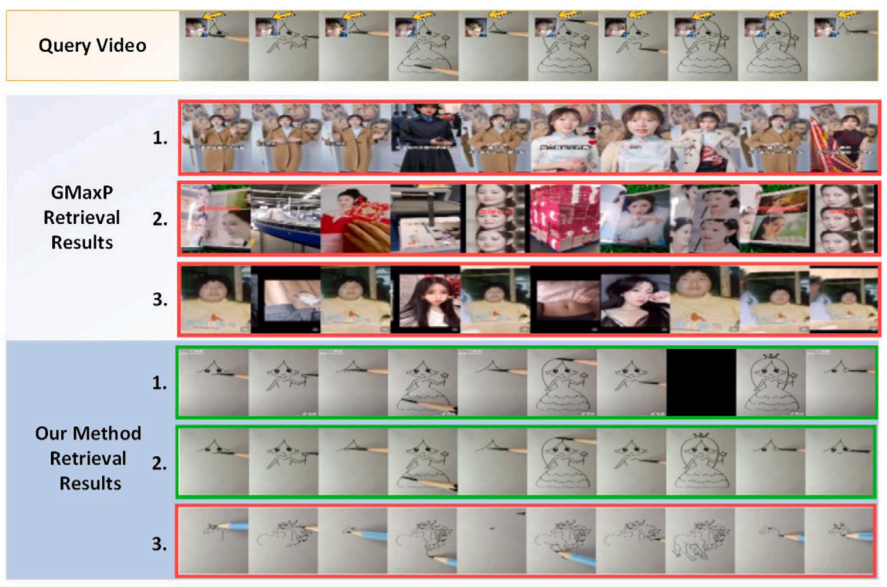 Query Video
GMaxP
Retrieval
Results
1.
2.
3.
Our Method
Retrieval
Results
1.
2.
3.